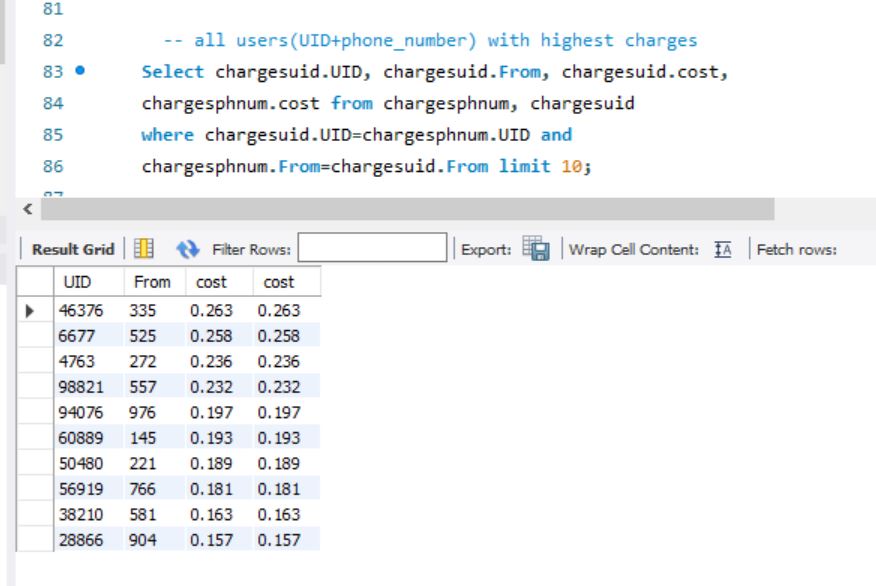 81
82 -- all users(UID+phone_number) with highest charges
83 Select chargesuid.UID, chargesuid.From, chargesuid.cost,
84 chargesphnum.cost from chargesphnum, chargesuid
85 where chargesuid.UID=chargesphnum.UID and
86 chargesphnum.From=chargesuid.From limit 10;
Result Grid Filter Rows: Export: Wrap Cell Content: Fetch rows:
UID From cost cost
46376 335 0.263 0.263
6677 525 0.258 0.258
4763 272 0.236 0.236
98821 557 0.232 0.232
94076 976 0.197 0.197
60889 145 0.193 0.193
50480 221 0.189 0.189
56919 766 0.181 0.181
38210 581 0.163 0.163
28866 904 0.157 0.157